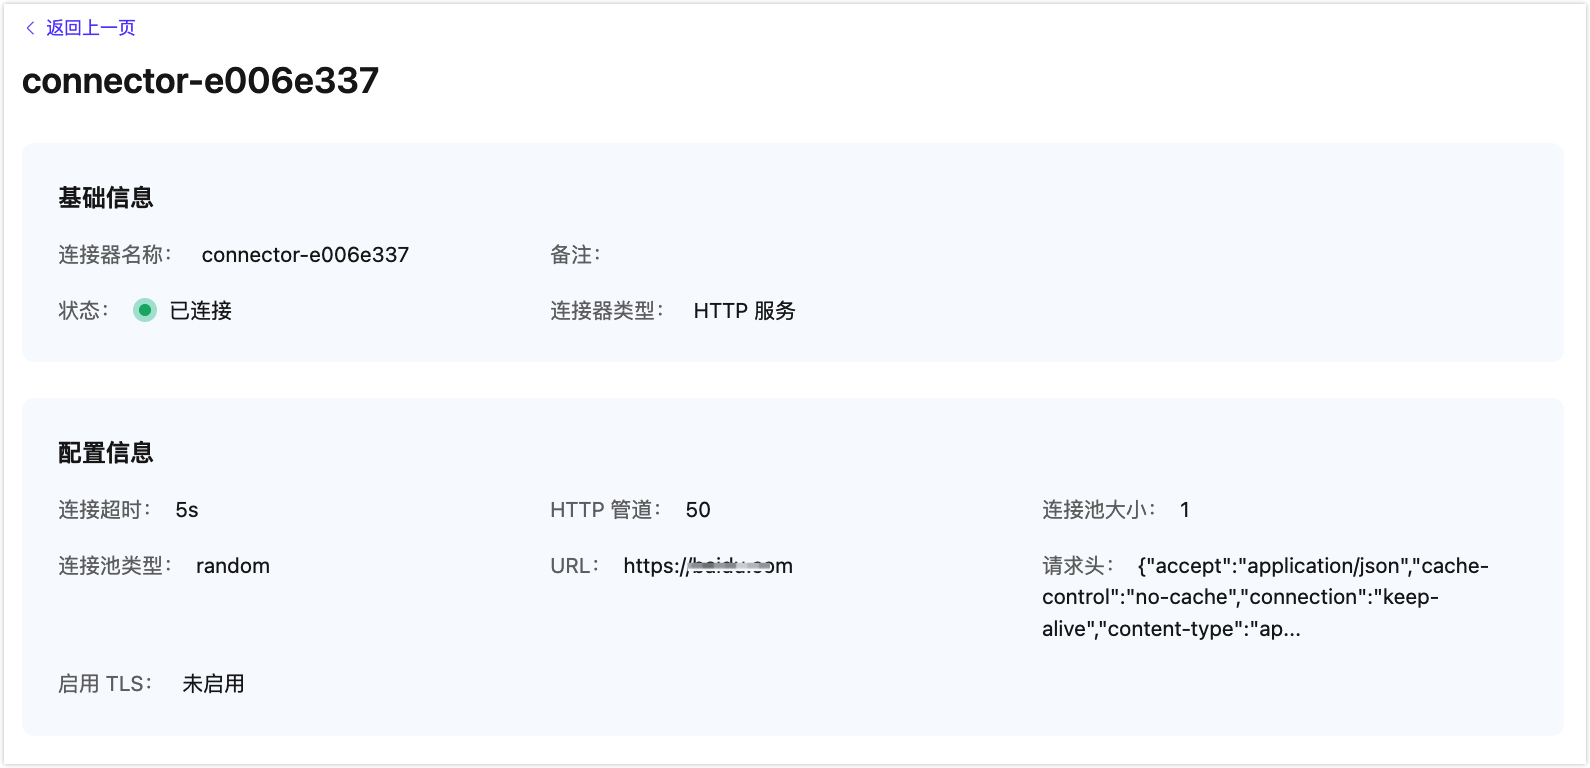 返回上一页
connector-e006e337
基础信息
连接器名称： connector-e006e337 备注：
状态： 已连接 连接器类型： HTTP 服务
配置信息
连接超时： 5s HTTP 管道： 50 连接池大小： 1
连接池类型： random URL： https:// 请求头： {"accept":"application/json","cache-
control":"no-cache","connection":"keep-
alive","content-type":"ap...
启用 TLS： 未启用